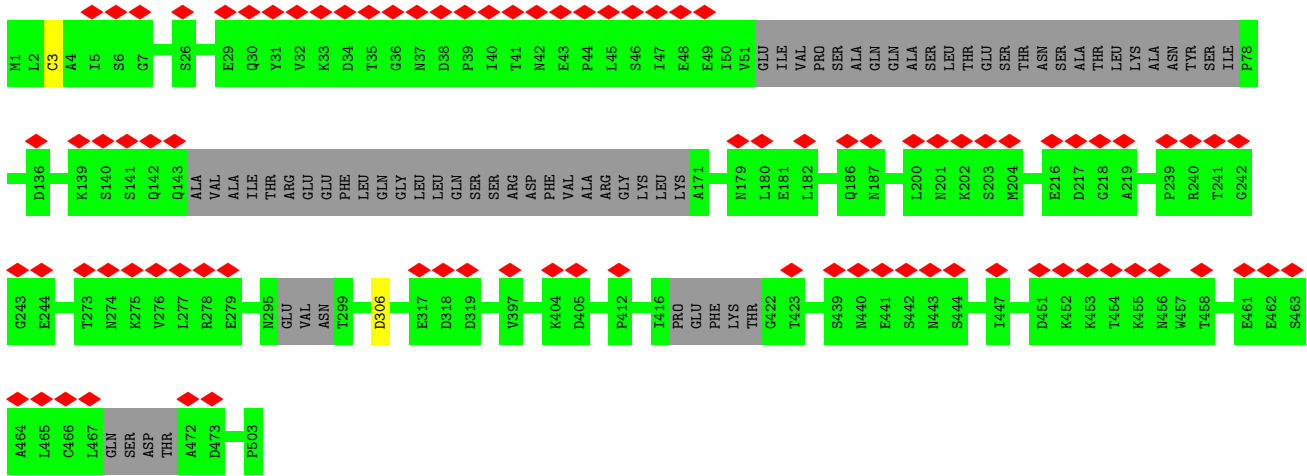 M1 L2 C3 A4 I5 S6 G7 S26 E29 Q30 Y31 V32 K33 D34 T35 G36 N37 D38 P39 I40 T41 N42 E43 P44 L45 S46 I47 E48 E49 I50 V51 GLU ILE VAL PRO SER ALA GLN GLN ALA SER LEU THR GLU SER THR ASN SER ALA THR LEU LYS ALA ASN TYR SER ILE P78
D136 K139 S140 S141 Q142 Q143 ALA VAL ALA ILE THR ARG GLU GLU PHE LEU GLN GLY LEU LEU GLN SER SER ARG ASP PHE VAL ALA ARG GLY LYS LEU LYS A171 N179 L180 E181 L182 Q186 N187 L200 N201 K202 S203 M204 E216 D217 G218 A219 P239 R240 T241 G242
G243 E244 T273 N274 K275 V276 L277 R278 E279 N295 GLU VAL ASN T299 D306 E317 D318 D319 V397 K404 D405 P412 I416 PRO GLU PHE LYS THR G422 T423 S439 N440 E441 S442 N443 S444 I447 D451 K452 K453 T454 K455 N456 W457 T458 E461 E462 S463
A464 L465 C466 L467 GLN SER ASP THR A472 D473 P503